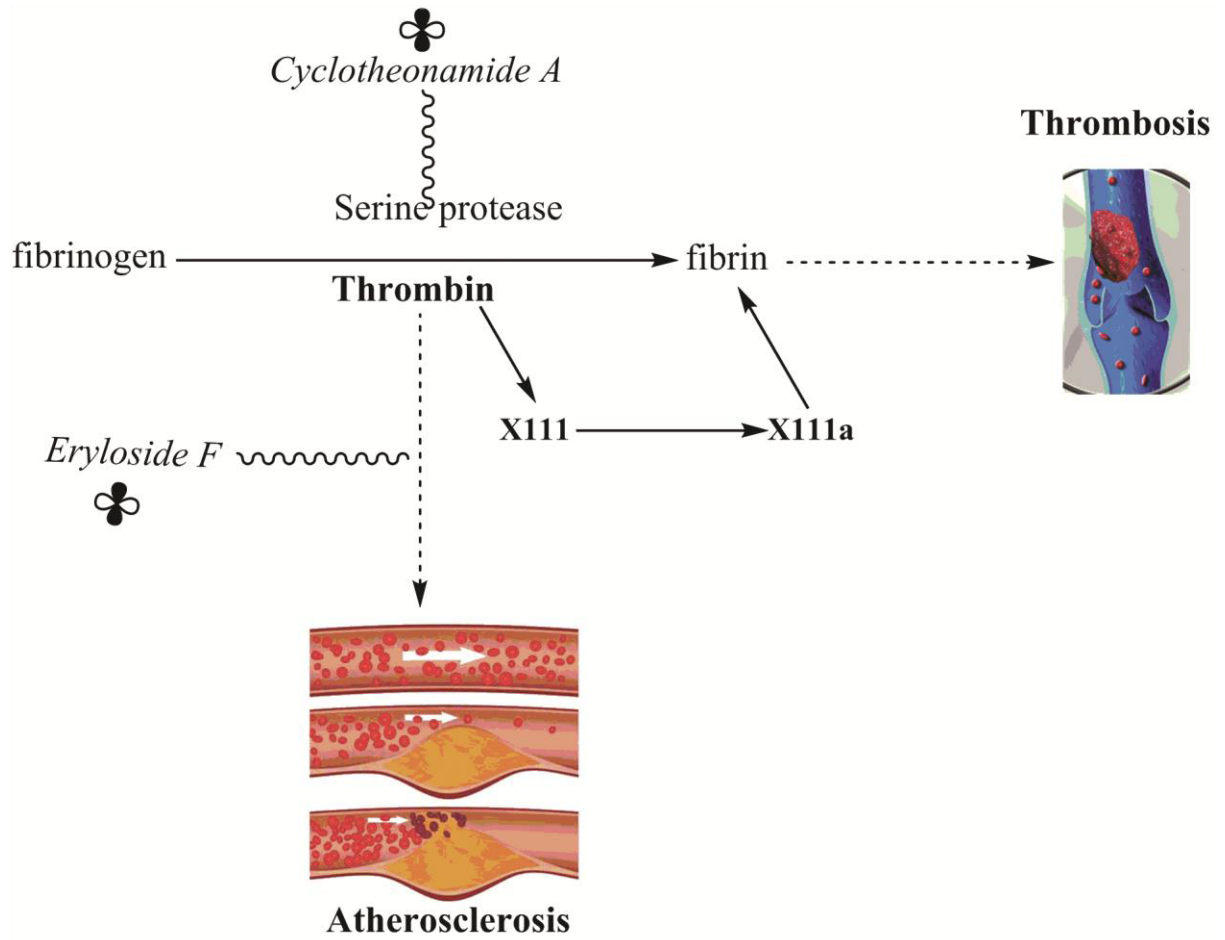 Cyclotheonamide A
Thrombosis
Serine protease
fibrinogen
fibrin
Thrombin
X111
X111a
Eryloside F
Atherosclerosis